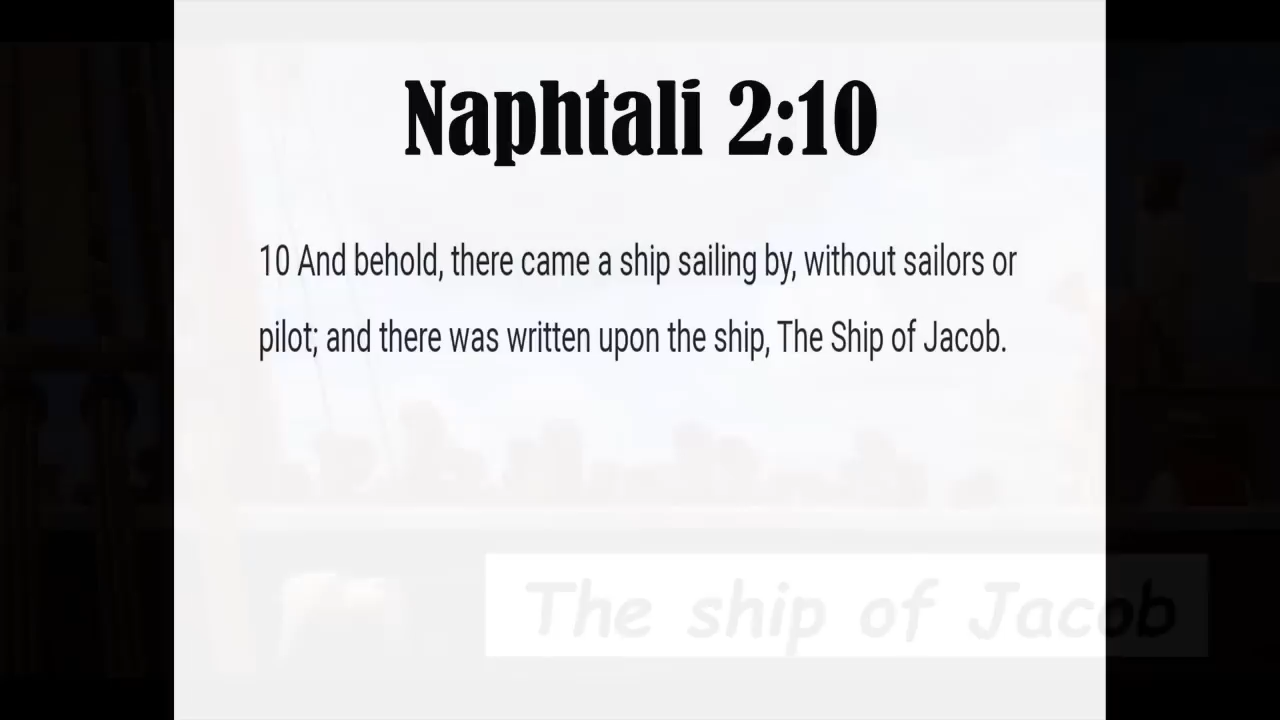 Naphtali 2:10
10 And behold, there came a ship sailing by, without sailors or
pilot; and there was written upon the ship, The Ship of Jacob.
The ship of Jacob